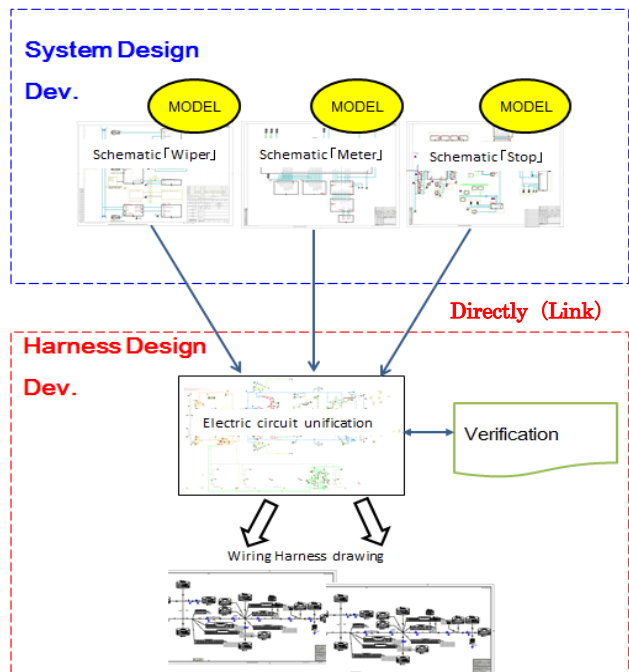 System Design
Dev.
MODEL
MODEL
MODEL
Schematic「Wiper」
Schematic「Meter」
Schematic「Stop」
Directly（Link）
Harness Design
Dev.
Electric circuit unification
Verification
Wiring Harness drawing